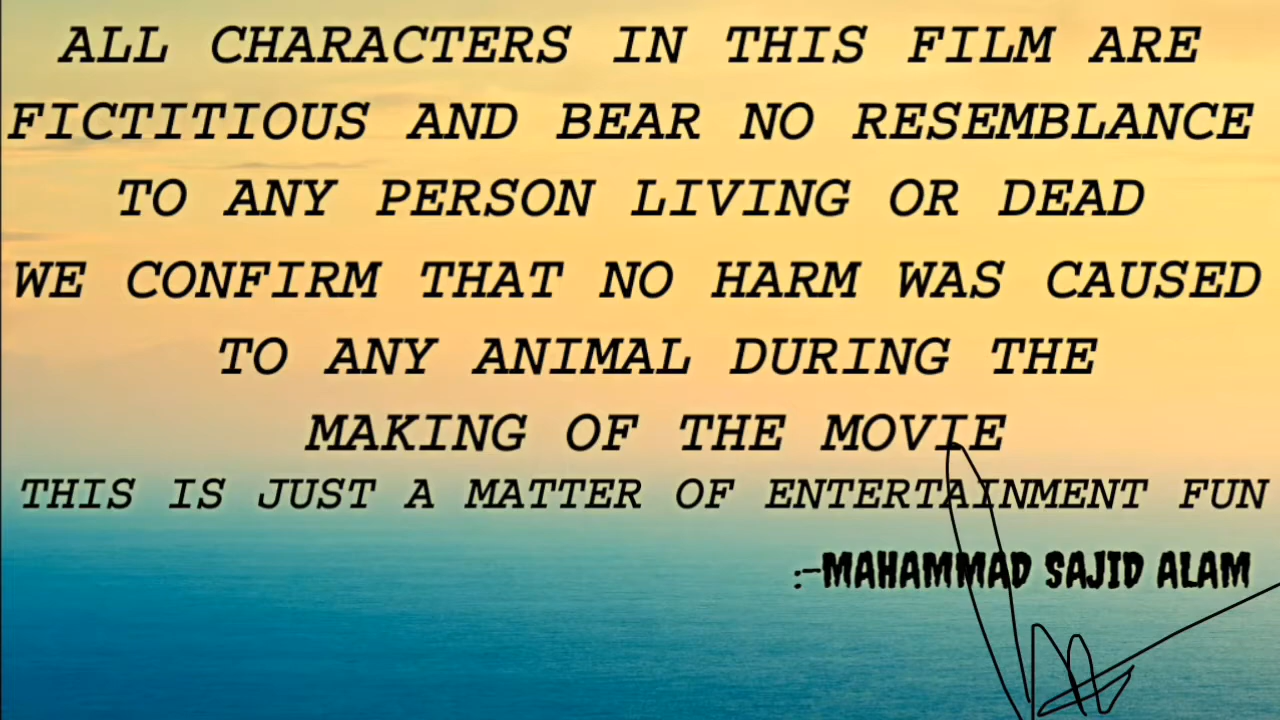 ALL CHARACTERS IN THIS FILM ARE
FICTITIOUS AND BEAR NO RESEMBLANCE
TO ANY PERSON LIVING OR DEAD
WE CONFIRM THAT NO HARM WAS CAUSED
TO ANY ANIMAL DURING THE
MAKING OF THE MOVIE
THIS IS JUST A MATTER OF ENTERTAINMENT FUN
:-MAHAMMAD SAJID ALAM